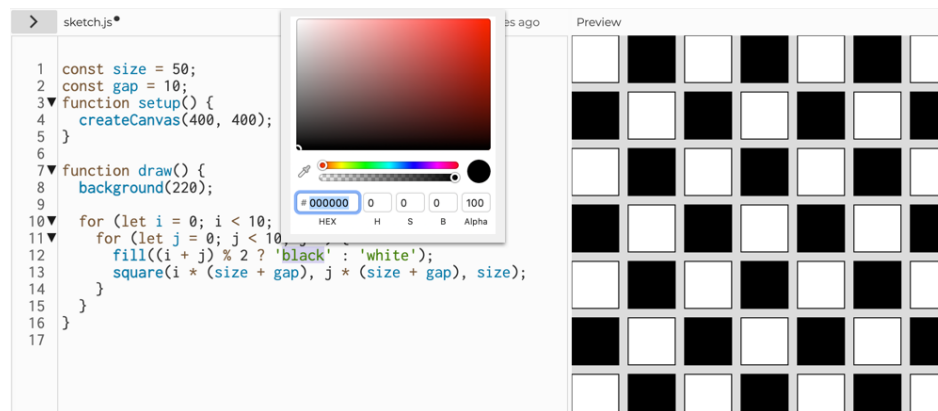 sketch.js
es ago
Preview
1 const size = 50;
2 const gap = 10;
3 function setup() {
4 createCanvas(400, 400);
5 }
6
7 function draw() {
8 background(220);
9
10 for (let i = 0; i < 10;
11 for (let j = 0; j < 10
12 fill((i + j) % 2 ? 'black' : 'white');
13 square(i * (size + gap), j * (size + gap), size);
14 }
15 }
16 }
17
# 000000 0 0 0 100
HEX H S B Alpha